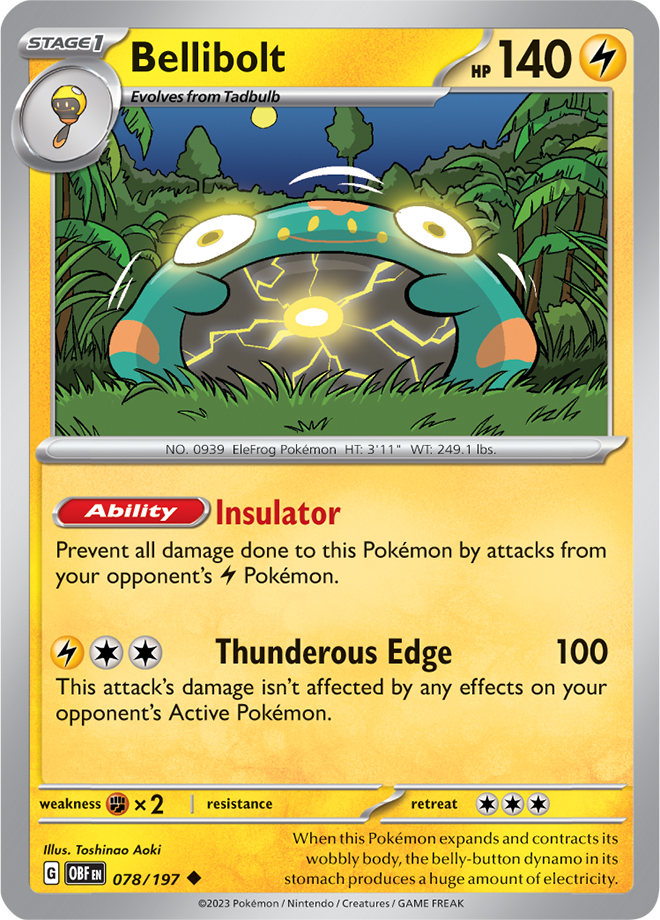 STAGE1
Bellibolt
HP 140
Evolves from Tadbulb
NO. 0939 EleFrog Pokémon HT: 3'11" WT: 249.1 lbs.
Ability Insulator
Prevent all damage done to this Pokémon by attacks from
your opponent's Pokémon.
Thunderous Edge 100
This attack's damage isn't affected by any effects on your
opponent's Active Pokémon.
weakness ×2 resistance retreat
Illus. Toshinao Aoki
G OBF EN 078/197
When this Pokémon expands and contracts its
wobbly body, the belly-button dynamo in its
stomach produces a huge amount of electricity.
©2023 Pokémon / Nintendo / Creatures / GAME FREAK